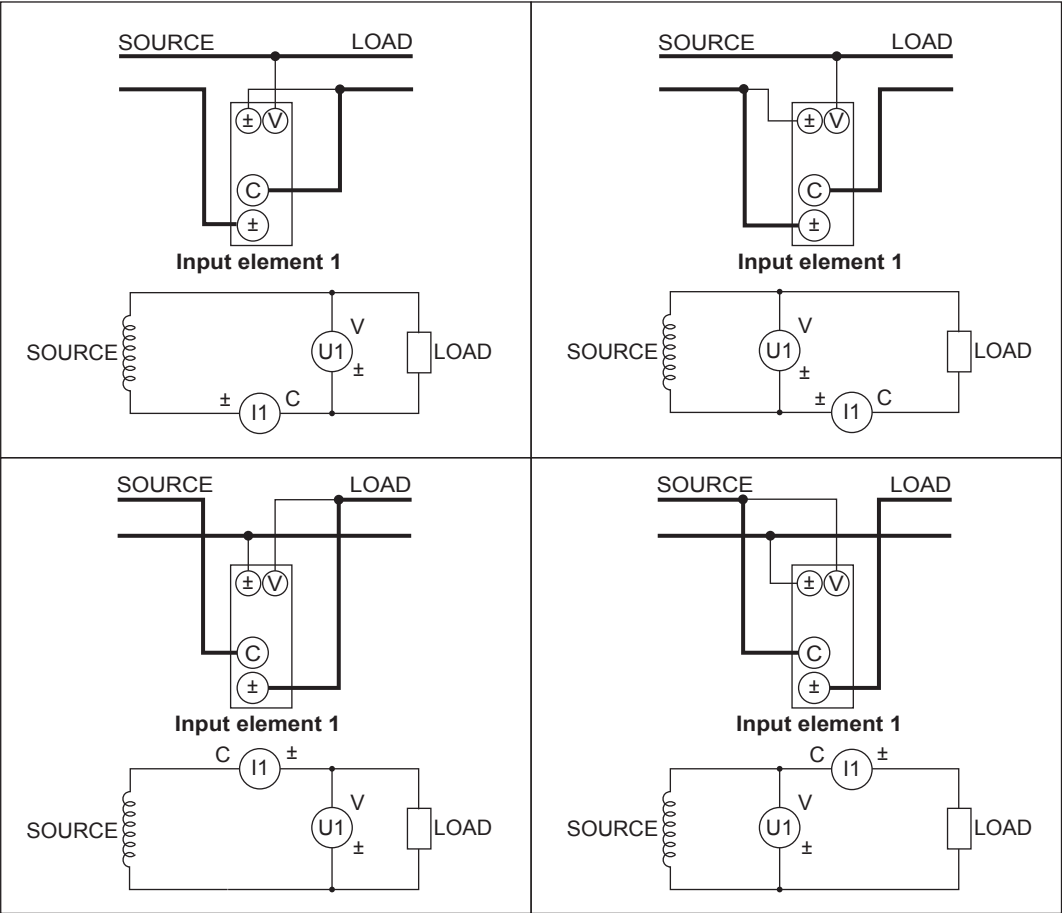 SOURCE LOAD
± V
C
±
Input element 1
SOURCE
V
U1
±
LOAD
± I1 C
SOURCE LOAD
± V
C
±
Input element 1
SOURCE
V
U1
±
LOAD
± I1 C
SOURCE LOAD
± V
C
±
Input element 1
C I1 ±
SOURCE
V
U1
±
LOAD
SOURCE LOAD
± V
C
±
Input element 1
C I1 ±
SOURCE
V
U1
±
LOAD